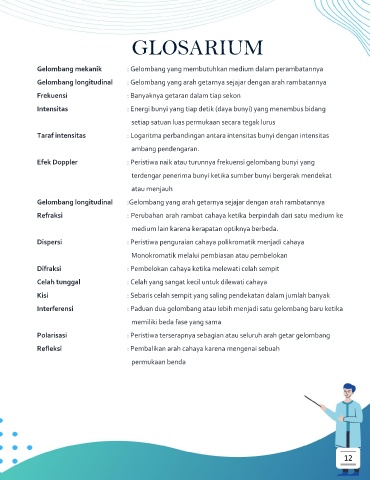 GLOSARIUM
Gelombang mekanik : Gelombang yang membutuhkan medium dalam perambatannya
Gelombang longitudinal : Gelombang yang arah getarnya sejajar dengan arah rambatannya
Frekuensi : Banyaknya getaran dalam tiap sekon
Intensitas : Energi bunyi yang tiap detik (daya bunyi) yang menembus bidang
setiap satuan luas permukaan secara tegak lurus
Taraf intensitas : Logaritma perbandingan antara intensitas bunyi dengan intensitas
ambang pendengaran.
Efek Doppler : Peristiwa naik atau turunnya frekuensi gelombang bunyi yang
terdengar penerima bunyi ketika sumber bunyi bergerak mendekat
atau menjauh
Gelombang longitudinal :Gelombang yang arah getarnya sejajar dengan arah rambatannya
Refraksi : Perubahan arah rambat cahaya ketika berpindah dari satu medium ke
medium lain karena kerapatan optiknya berbeda.
Dispersi : Peristiwa penguraian cahaya polikromatik menjadi cahaya
Monokromatik melalui pembiasan atau pembelokan
Difraksi : Pembelokan cahaya ketika melewati celah sempit
Celah tunggal : Celah yang sangat kecil untuk dilewati cahaya
Kisi : Sebaris celah sempit yang saling pendekatan dalam jumlah banyak
Interferensi : Paduan dua gelombang atau lebih menjadi satu gelombang baru ketika
memiliki beda fase yang sama
Polarisasi : Peristiwa terserapnya sebagian atau seluruh arah getar gelombang
Refleksi : Pembalikan arah cahaya karena mengenai sebuah
permukaan benda
12